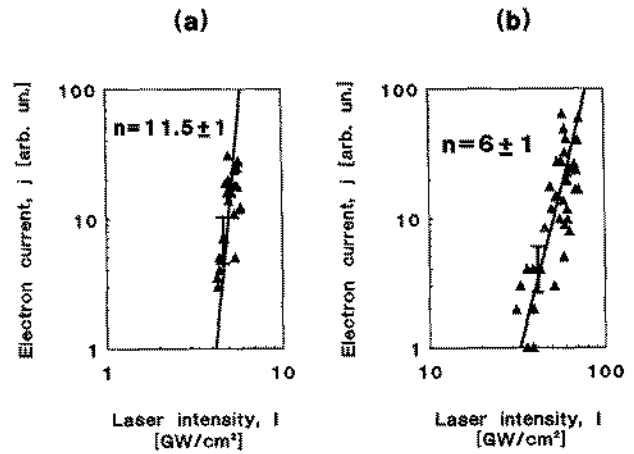 (a)
Electron current, j [arb. un.]
100
10
1
n=11.5±1
1
10
Laser intensity, I
[GW/cm²]
(b)
Electron current, j [arb. un.]
100
10
1
n=6±1
10
100
Laser intensity, I
[GW/cm²]